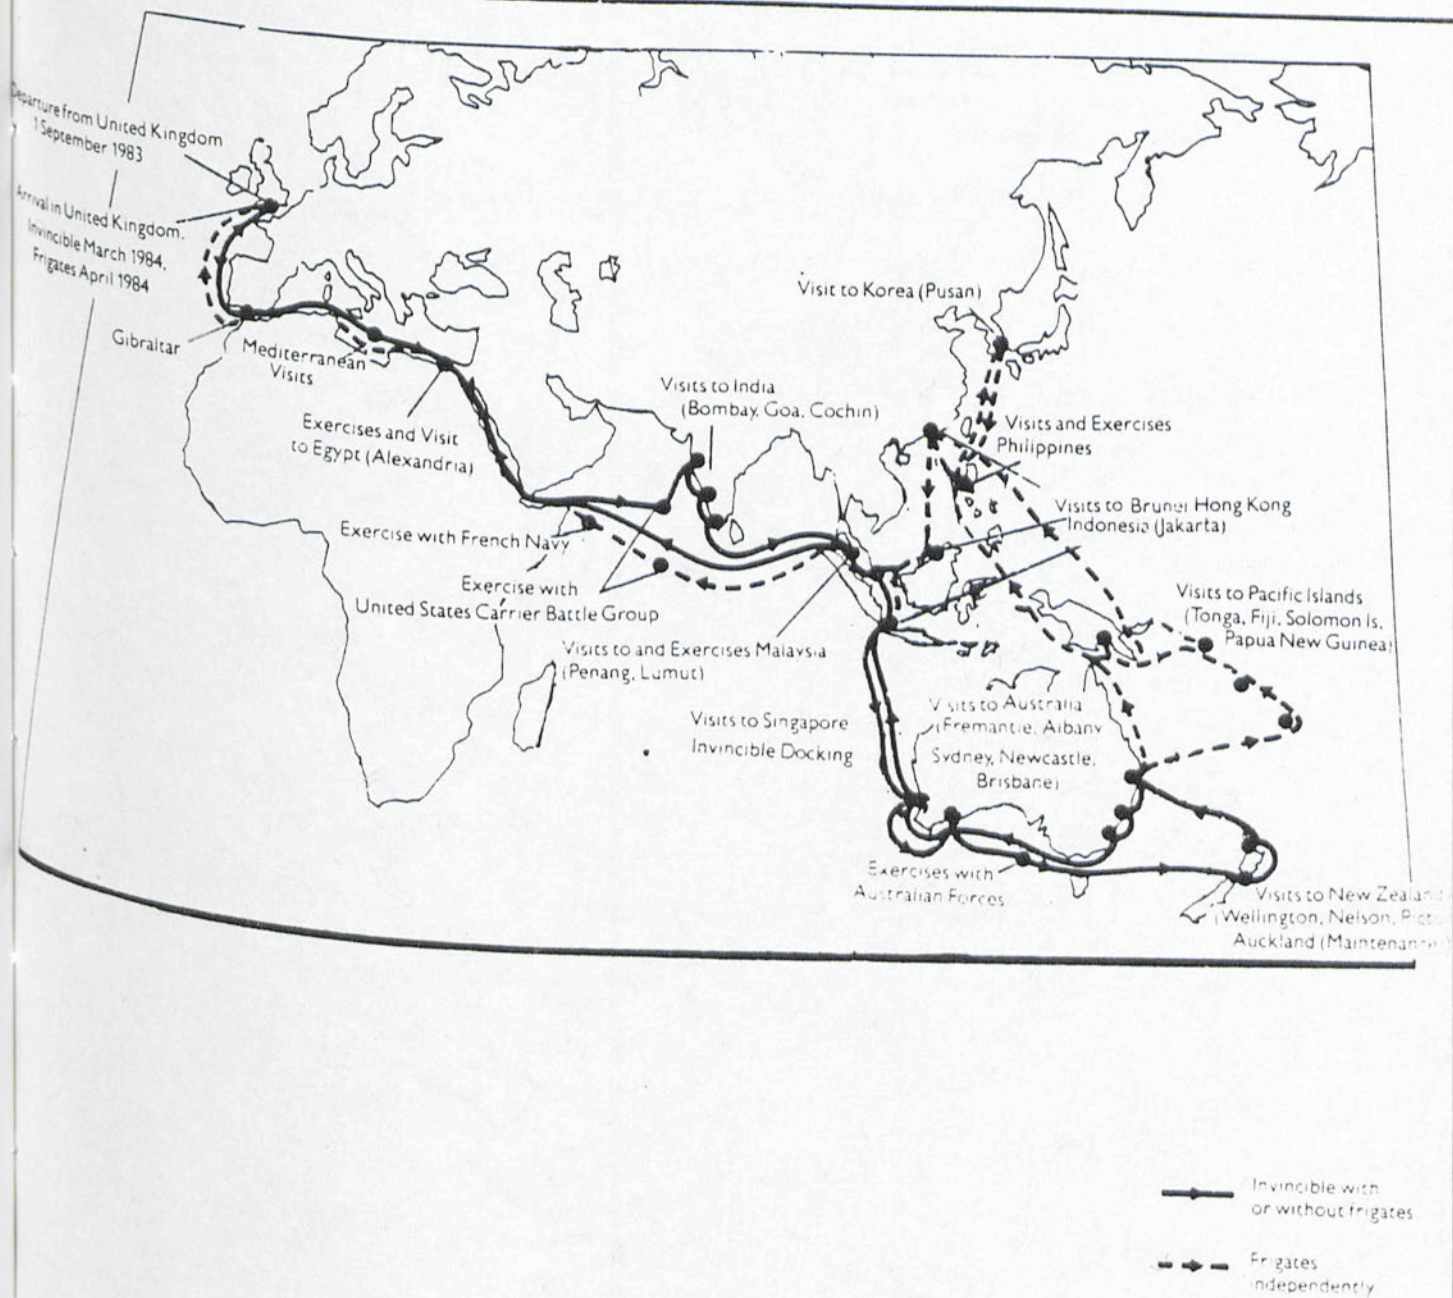 Departure from United Kingdom
1 September 1983
Arrival in United Kingdom,
Invincible March 1984,
Frigates April 1984
Gibraltar
Mediterranean
Visits
Exercises and Visit
to Egypt (Alexandria)
Visit to Korea (Pusan)
Visits to India
(Bombay, Goa, Cochin)
Visits and Exercises
Philippines
Visits to Brunei Hong Kong
Indonesia (Jakarta)
Exercise with French Navy
Exercise with
United States Carrier Battle Group
Visits to Pacific Islands
(Tonga, Fiji, Solomon Is,
Papua New Guinea)
Visits to and Exercises Malaysia
(Penang, Lumut)
Visits to Singapore
Invincible Docking
Visits to Australia
(Fremantle, Albany
Sydney, Newcastle,
Brisbane)
Exercises with
Australian Forces
Visits to New Zealand
(Wellington, Nelson,
Auckland (Maintenance)
Invincible with
or without frigates
Frigates
independently